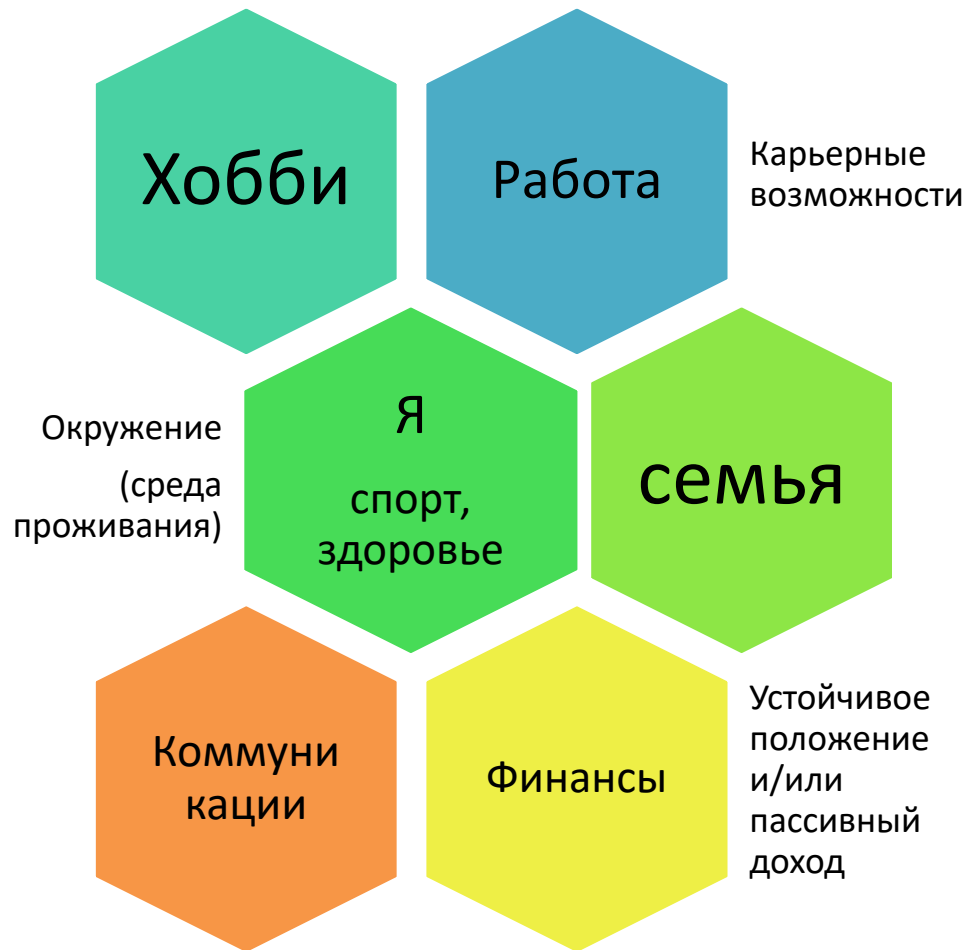 Хобби
Работа
Карьерные
возможности
Окружение
(среда
проживания)
Я
спорт,
здоровье
семья
Коммуни
кации
Финансы
Устойчивое
положение
и/или
пассивный
доход